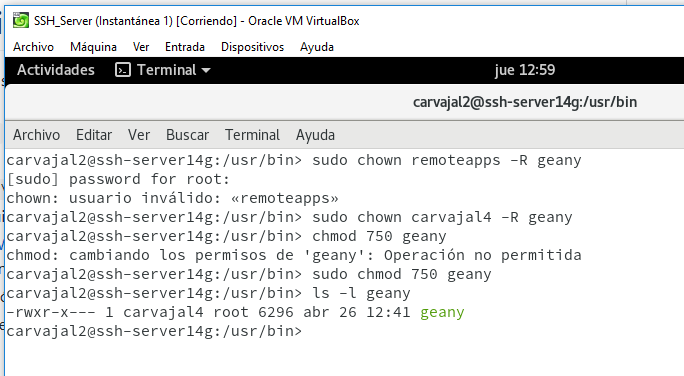 SSH_Server (Instantánea 1) [Corriendo] - Oracle VM VirtualBox
Archivo Máquina Ver Entrada Dispositivos Ayuda
Actividades Terminal jue 12:59
carvajal2@ssh-server14g:/usr/bin
Archivo Editar Ver Buscar Terminal Ayuda
carvajal2@ssh-server14g:/usr/bin> sudo chown remoteapps -R geany
[sudo] password for root:
chown: usuario inválido: «remoteapps»
carvajal2@ssh-server14g:/usr/bin> sudo chown carvajal4 -R geany
carvajal2@ssh-server14g:/usr/bin> chmod 750 geany
chmod: cambiando los permisos de 'geany': Operación no permitida
carvajal2@ssh-server14g:/usr/bin> sudo chmod 750 geany
carvajal2@ssh-server14g:/usr/bin> ls -l geany
-rwxr-x--- 1 carvajal4 root 6296 abr 26 12:41 geany
carvajal2@ssh-server14g:/usr/bin>